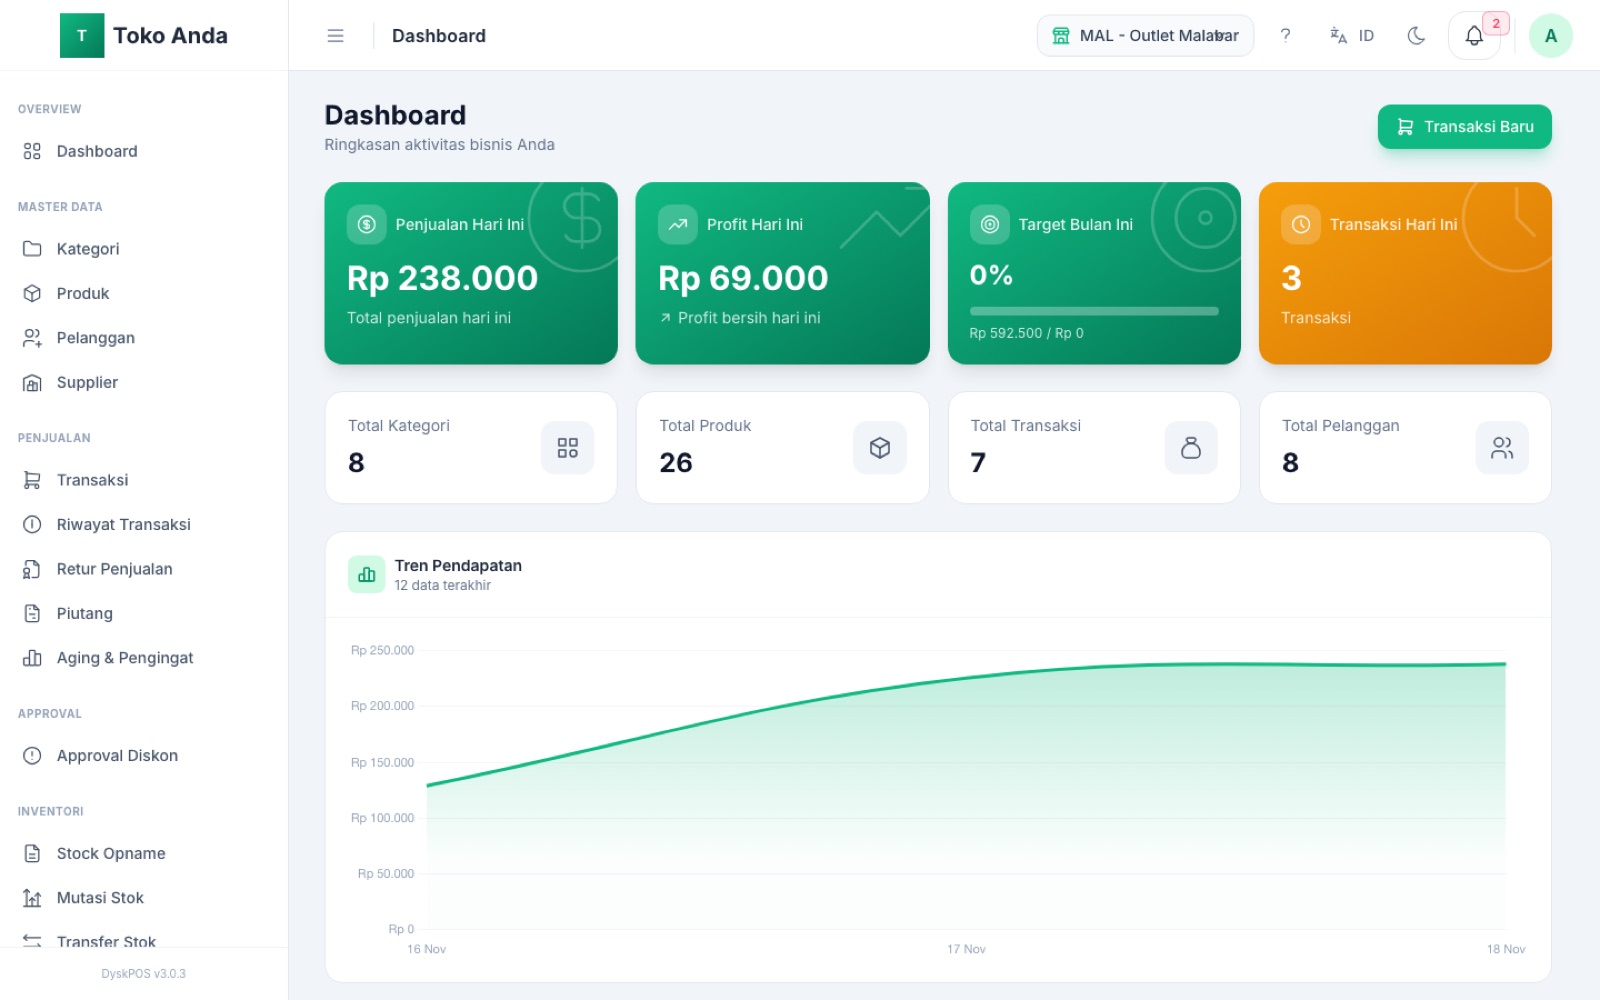 T
Toko Anda
Dashboard
MAL - Outlet Malabar
?
ID
2
A
OVERVIEW
Dashboard
MASTER DATA
Kategori
Produk
Pelanggan
Supplier
PENJUALAN
Transaksi
Riwayat Transaksi
Retur Penjualan
Piutang
Aging & Pengingat
APPROVAL
Approval Diskon
INVENTORI
Stock Opname
Mutasi Stok
Transfer Stok
DyskPOS v3.0.3
Dashboard
Ringkasan aktivitas bisnis Anda
Transaksi Baru
Penjualan Hari Ini
Rp 238.000
Total penjualan hari ini
Profit Hari Ini
Rp 69.000
Profit bersih hari ini
Target Bulan Ini
0%
Rp 592.500 / Rp 0
Transaksi Hari Ini
3
Transaksi
Total Kategori
8
Total Produk
26
Total Transaksi
7
Total Pelanggan
8
Tren Pendapatan
12 data terakhir
Rp 250.000
Rp 200.000
Rp 150.000
Rp 100.000
Rp 50.000
Rp 0
16 Nov
17 Nov
18 Nov